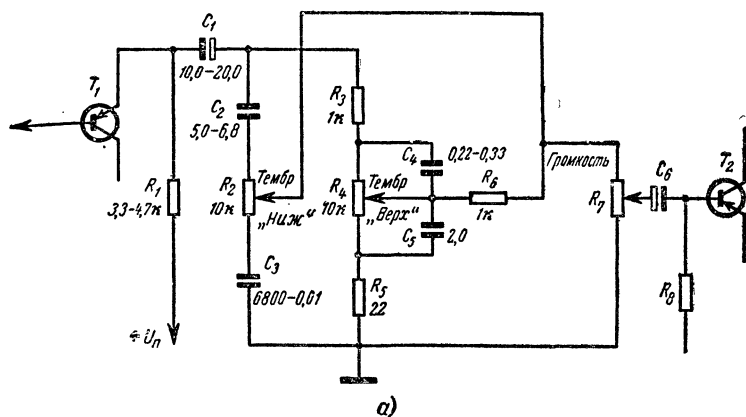 C₁
10,0–20,0
T₁
C₂
5,0–6,8
R₃
1к
C₄
0,22–0,33
R₁
3,3–4,7к
R₂
10к
Тембр
„Ниж“
R₄
10к
Тембр
„Верх“
R₆
1к
Громкость
R₇
C₆
T₂
C₅
2,0
C₃
6800–0,01
R₅
22
R₈
+Uп
а)